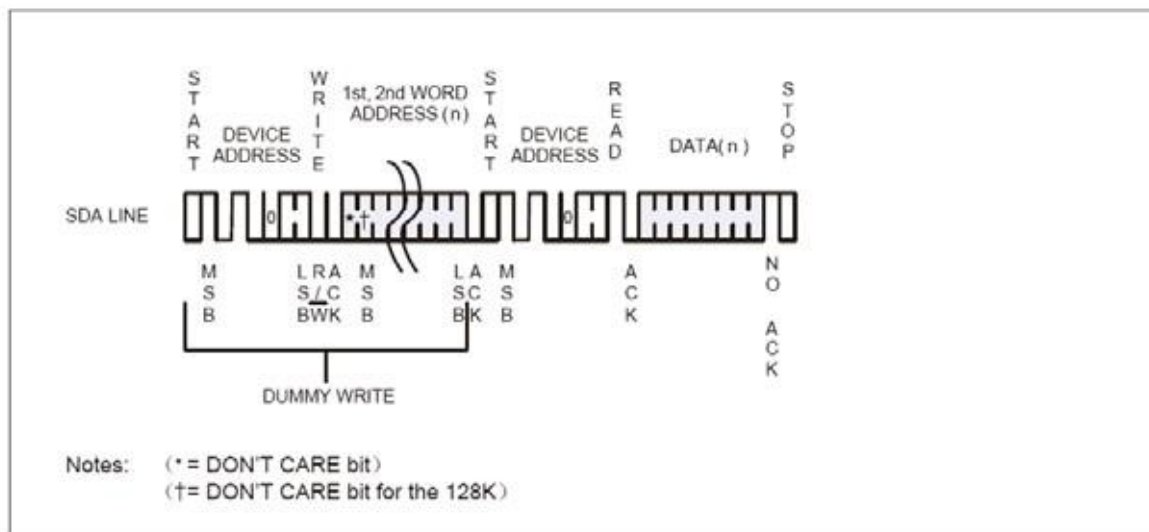 START
DEVICE
ADDRESS
WRITE
1st, 2nd WORD
ADDRESS (n)
START
DEVICE
ADDRESS
READ
DATA(n)
STOP
SDA LINE
0
*†
0
MSB
LSB
R/W
ACK
MSB
LSB
ACK
MSB
ACK
NO ACK
DUMMY WRITE
Notes: (* = DON'T CARE bit)
(†= DON'T CARE bit for the 128K)